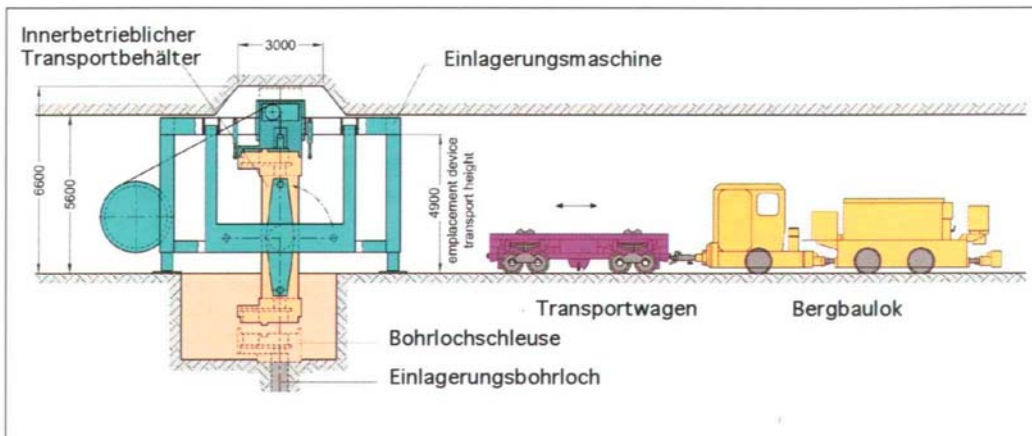 Innerbetrieblicher
Transportbehälter
3000
Einlagerungsmaschine
6600
5600
4900
emplacement device
transport height
Transportwagen
Bergbaulok
Bohrlochschleuse
Einlagerungsbohrloch